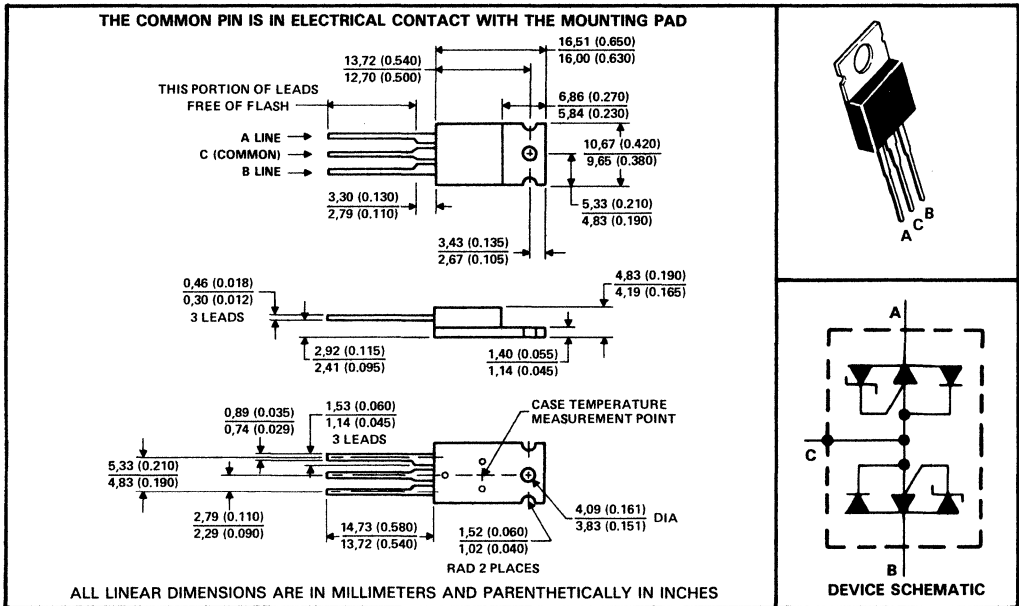 THE COMMON PIN IS IN ELECTRICAL CONTACT WITH THE MOUNTING PAD
16,51 (0.650)
16,00 (0.630)
13,72 (0.540)
12,70 (0.500)
THIS PORTION OF LEADS
FREE OF FLASH
6,86 (0.270)
5,84 (0.230)
A LINE
C (COMMON)
B LINE
10,67 (0.420)
9,65 (0.380)
3,30 (0.130)
2,79 (0.110)
5,33 (0.210)
4,83 (0.190)
3,43 (0.135)
2,67 (0.105)
0,46 (0.018)
0,30 (0.012)
3 LEADS
4,83 (0.190)
4,19 (0.165)
2,92 (0.115)
2,41 (0.095)
1,40 (0.055)
1,14 (0.045)
0,89 (0.035)
0,74 (0.029)
1,53 (0.060)
1,14 (0.045)
3 LEADS
CASE TEMPERATURE
MEASUREMENT POINT
5,33 (0.210)
4,83 (0.190)
2,79 (0.110)
2,29 (0.090)
14,73 (0.580)
13,72 (0.540)
1,52 (0.060)
1,02 (0.040)
RAD 2 PLACES
4,09 (0.161)
3,83 (0.151)
DIA
ALL LINEAR DIMENSIONS ARE IN MILLIMETERS AND PARENTHETICALLY IN INCHES
B
C
A
A
C
B
DEVICE SCHEMATIC